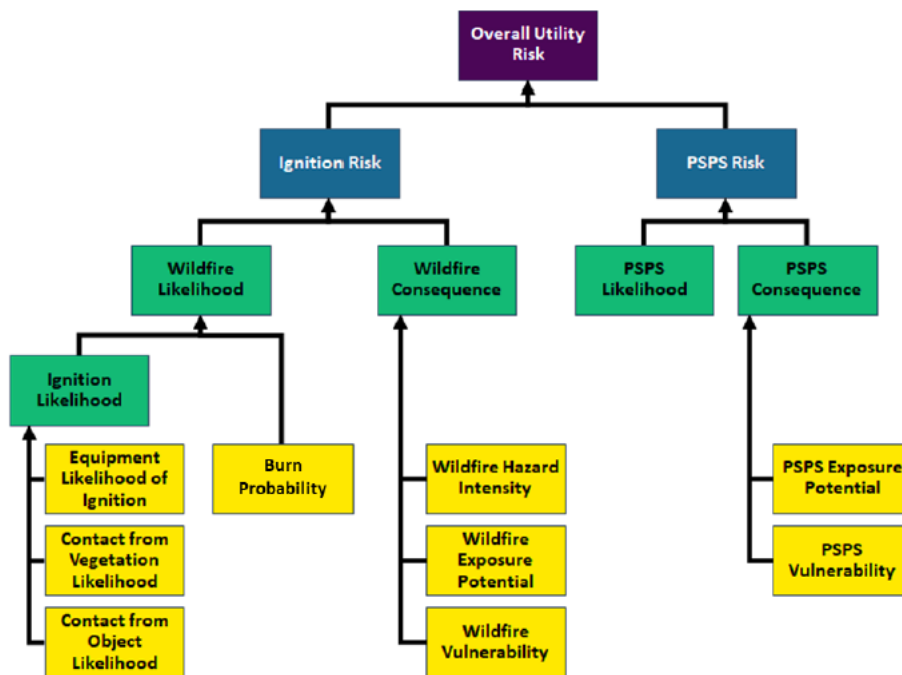 Overall Utility
Risk
Ignition Risk
PSPS Risk
Wildfire
Likelihood
Wildfire
Consequence
PSPS
Likelihood
PSPS
Consequence
Ignition
Likelihood
Equipment
Likelihood of
Ignition
Burn
Probability
Wildfire Hazard
Intensity
PSPS Exposure
Potential
Contact from
Vegetation
Likelihood
Wildfire
Exposure
Potential
PSPS
Vulnerability
Contact from
Object
Likelihood
Wildfire
Vulnerability